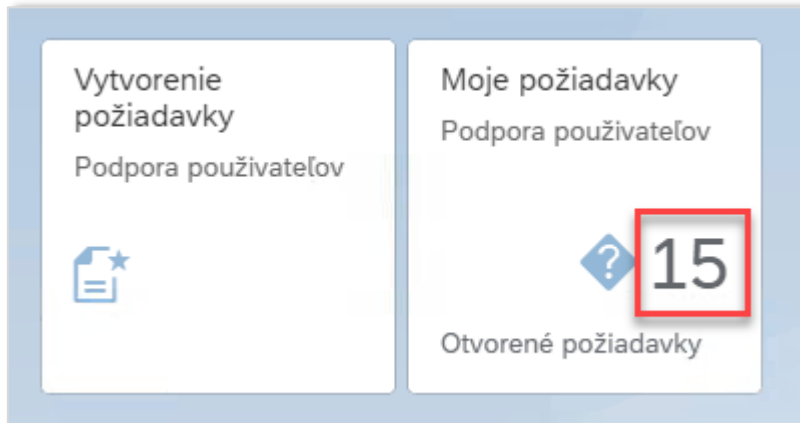 Vytvorenie
požiadavky
Podpora používateľov
Moje požiadavky
Podpora používateľov
?
15
Otvorené požiadavky